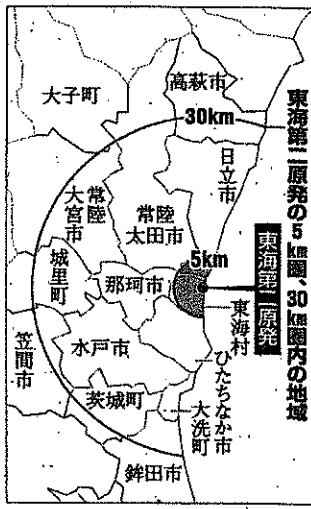 東海第二原発の5㎞圏、30㎞圏内の地域
東海第二原発
大子町
高萩市
30km
日立市
常陸
大宮市
常陸
太田市
5km
城里町
那珂市
東海村
笠間市
水戸市
ひたちなか市
茨城町
大洗町
鉾田市